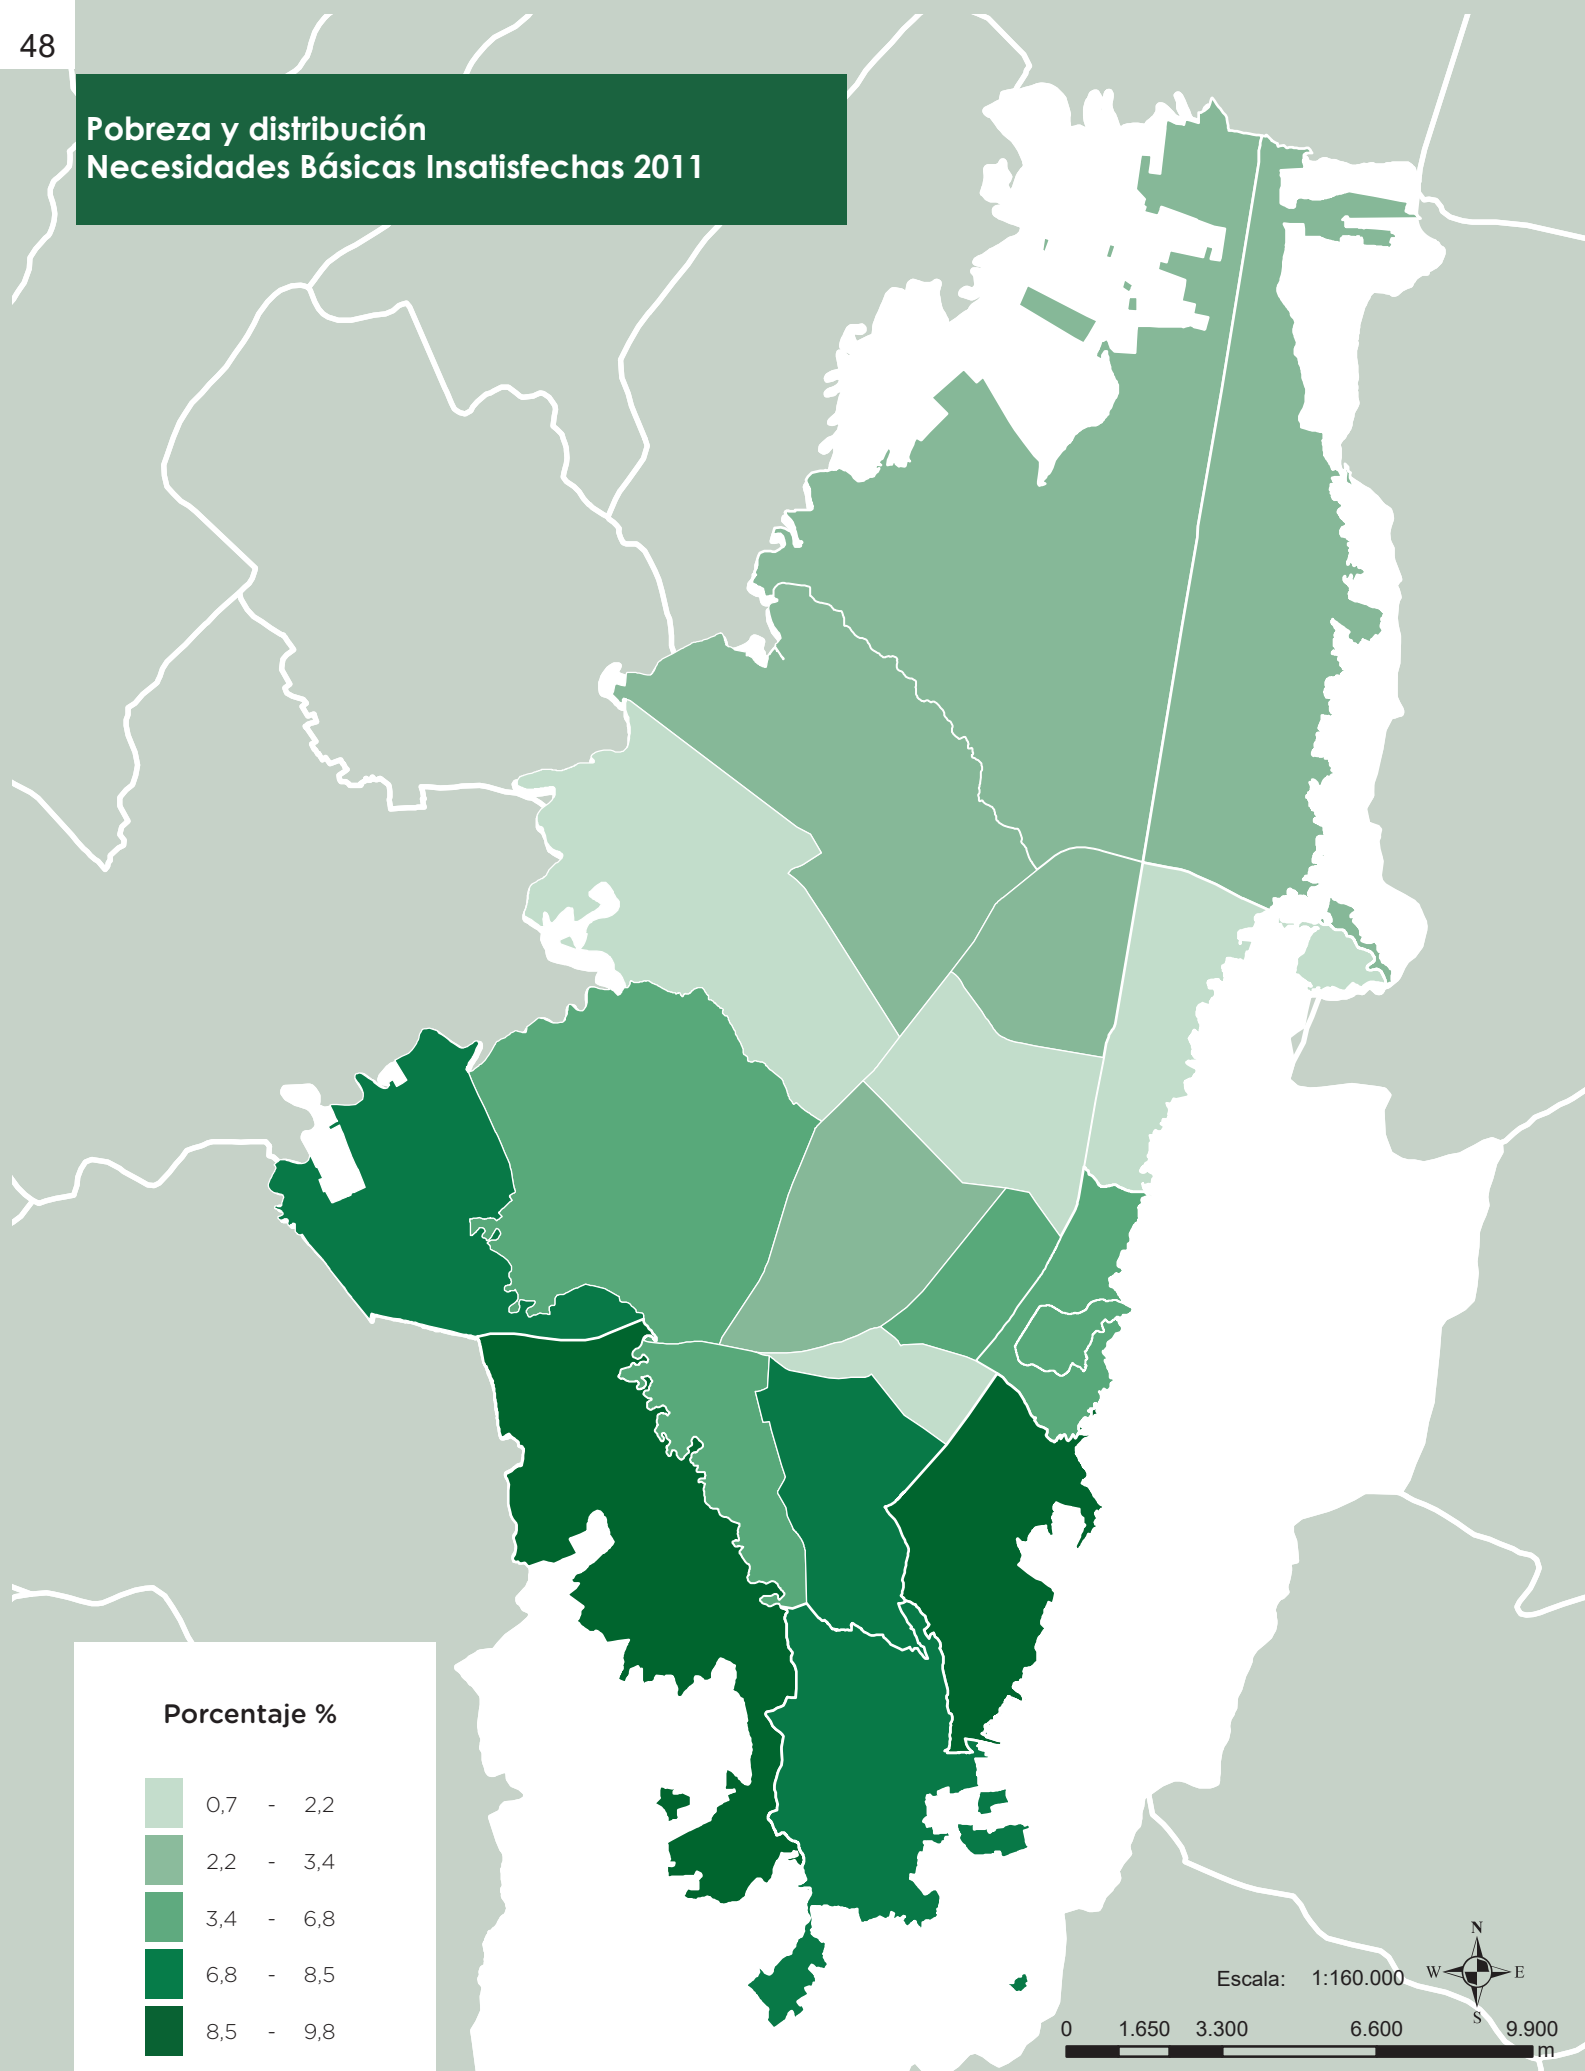 48
Pobreza y distribución
Necesidades Básicas Insatisfechas 2011
Porcentaje %
0,7 - 2,2
2,2 - 3,4
3,4 - 6,8
6,8 - 8,5
8,5 - 9,8
N
W E
S
Escala: 1:160.000
0 1.650 3.300 6.600 9.900
m